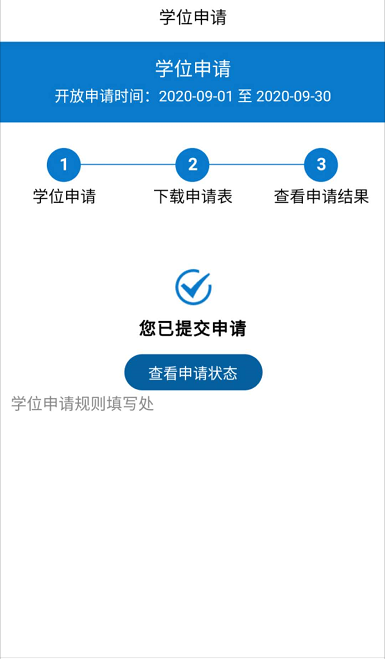 学位申请
学位申请
开放申请时间：2020-09-01 至 2020-09-30
1 2 3
学位申请 下载申请表 查看申请结果
您已提交申请
查看申请状态
学位申请规则填写处